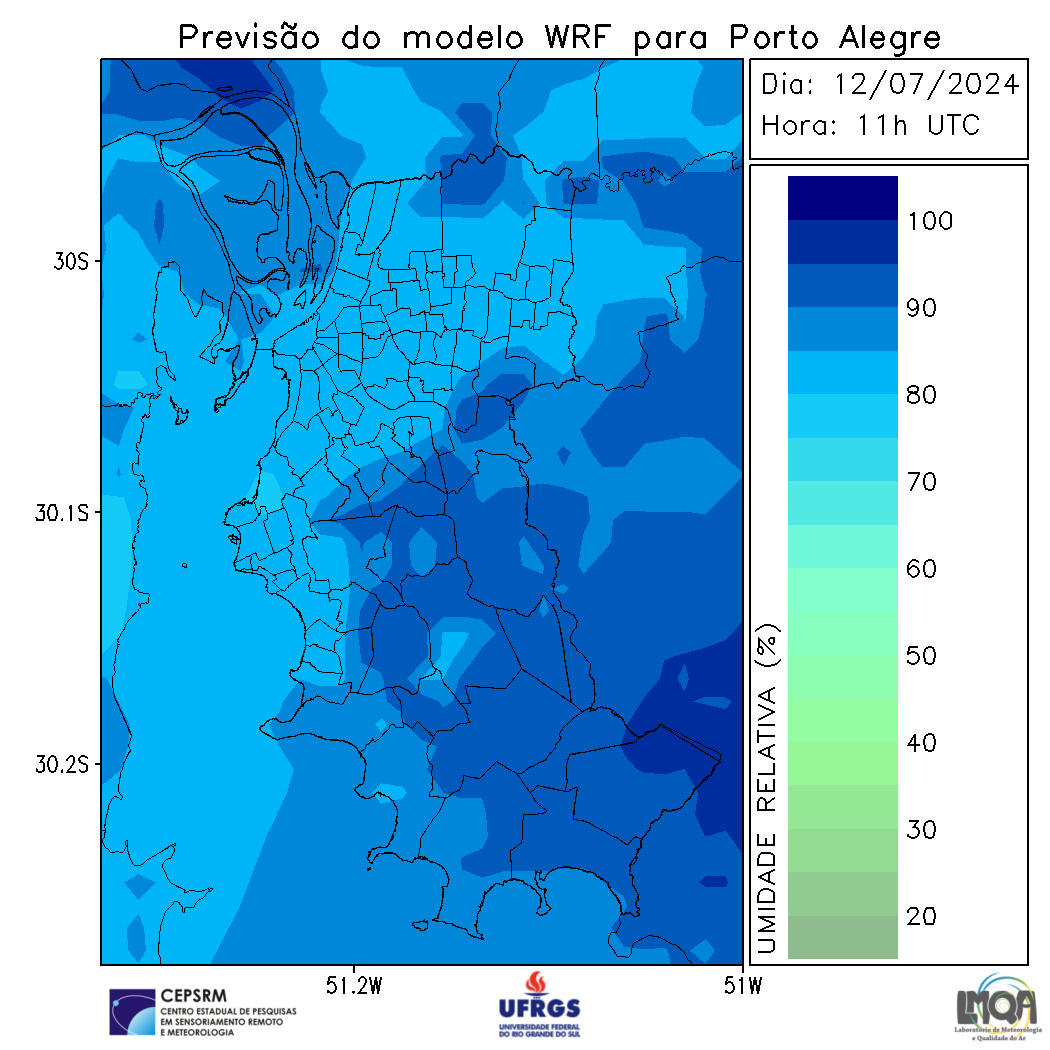 Previsão do modelo WRF para Porto Alegre
Dia: 12/07/2024
Hora: 11h UTC
30S
30.1S
30.2S
51.2W
51W
100
90
80
70
60
50
40
30
20
UMIDADE RELATIVA (%)
CEPSRM
CENTRO ESTADUAL DE PESQUISAS
EM SENSORIAMENTO REMOTO
E METEOROLOGIA
UFRGS
UNIVERSIDADE FEDERAL
DO RIO GRANDE DO SUL
LMQA
Laboratório de Meteorologia
e Qualidade do Ar